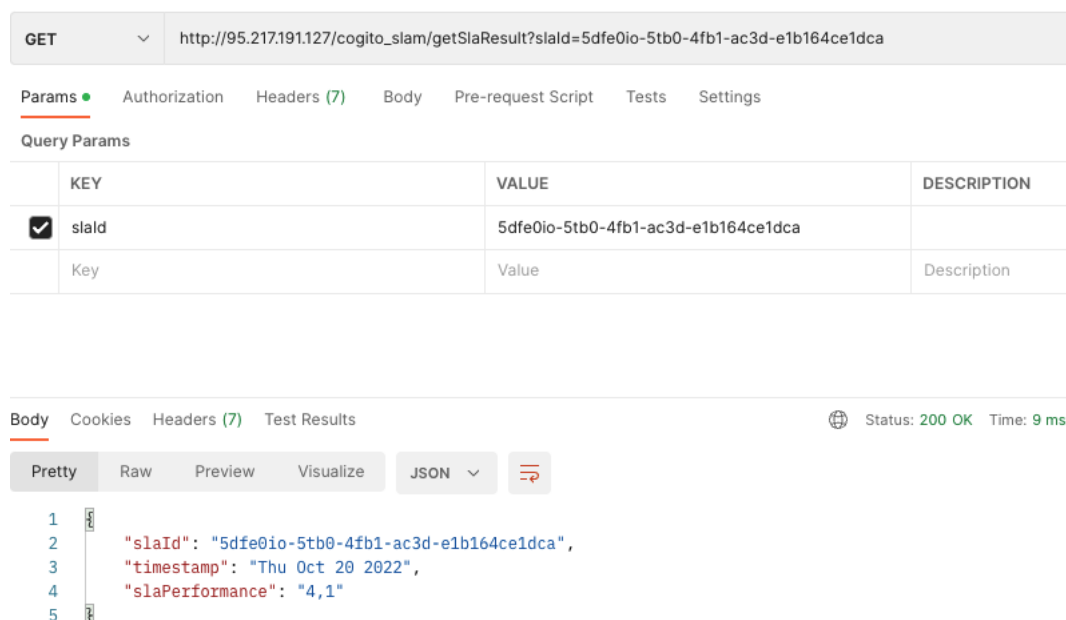 GET http://95.217.191.127/cogito_slam/getSlaResult?slaId=5dfe0io-5tb0-4fb1-ac3d-e1b164ce1dca
Params Authorization Headers (7) Body Pre-request Script Tests Settings
Query Params
KEY VALUE DESCRIPTION
slaId 5dfe0io-5tb0-4fb1-ac3d-e1b164ce1dca
Key Value Description
Body Cookies Headers (7) Test Results Status: 200 OK Time: 9 ms
Pretty Raw Preview Visualize JSON
1 {
2 "slaId": "5dfe0io-5tb0-4fb1-ac3d-e1b164ce1dca",
3 "timestamp": "Thu Oct 20 2022",
4 "slaPerformance": "4,1"
5 }